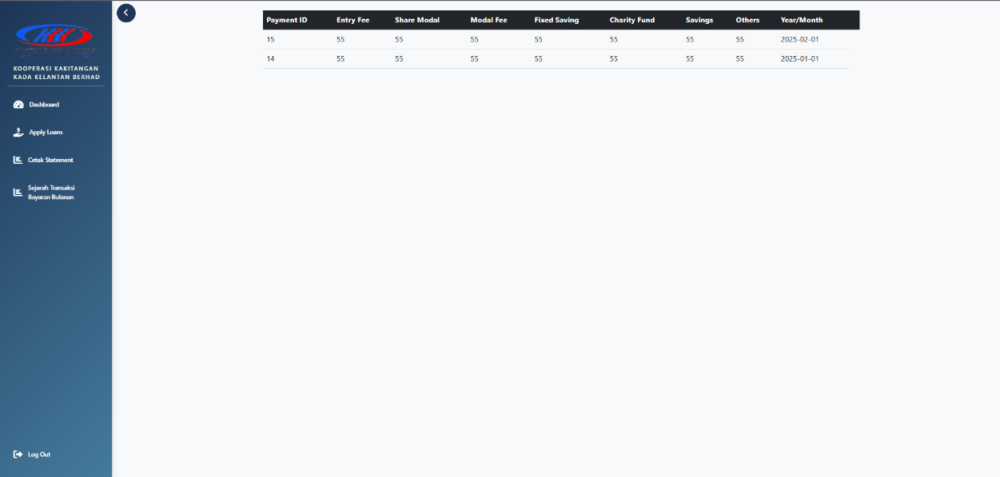 KKK
KOOPERASI KAKITANGAN
KADA KELANTAN BERHAD
Dashboard
Apply Loans
Cetak Statement
Sejarah Transaksi
Bayaran Bulanan
Log Out
Payment ID Entry Fee Share Modal Modal Fee Fixed Saving Charity Fund Savings Others Year/Month
15 55 55 55 55 55 55 55 2025-02-01
14 55 55 55 55 55 55 55 2025-01-01